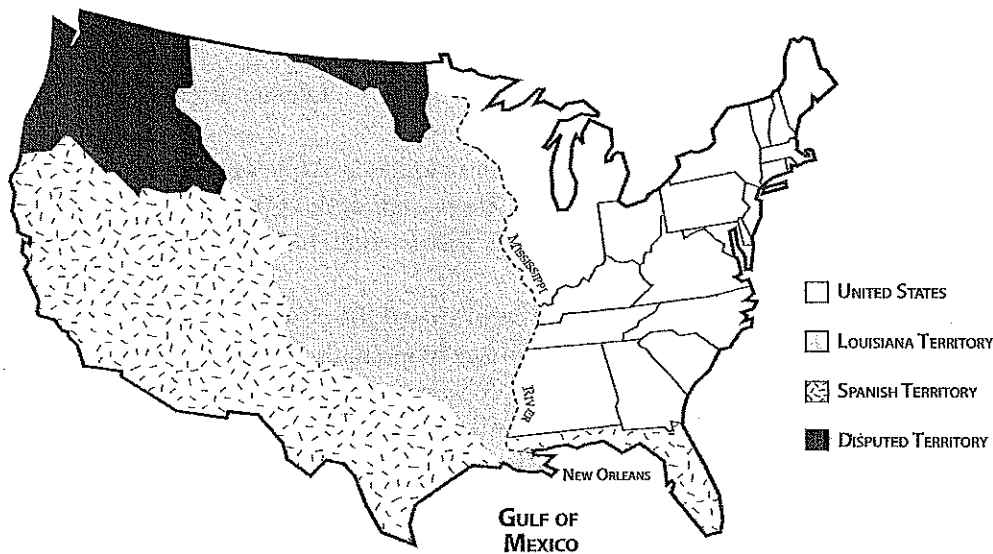 Mississippi
River
United States
Louisiana Territory
Spanish Territory
Disputed Territory
New Orleans
Gulf of
Mexico